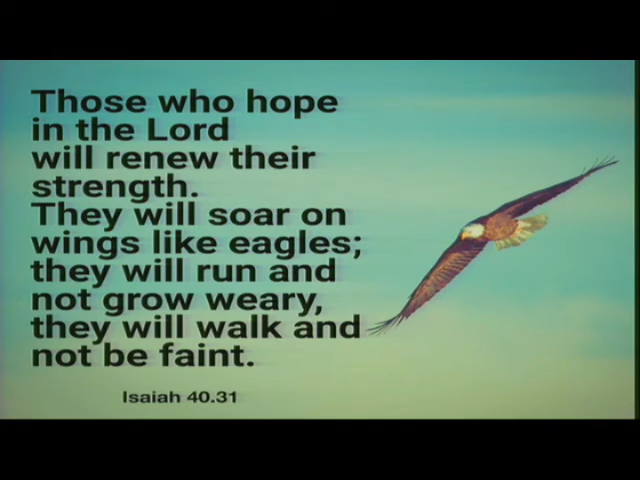 Those who hope
in the Lord
will renew their
strength.
They will soar on
wings like eagles;
they will run and
not grow weary,
they will walk and
not be faint.
Isaiah 40.31